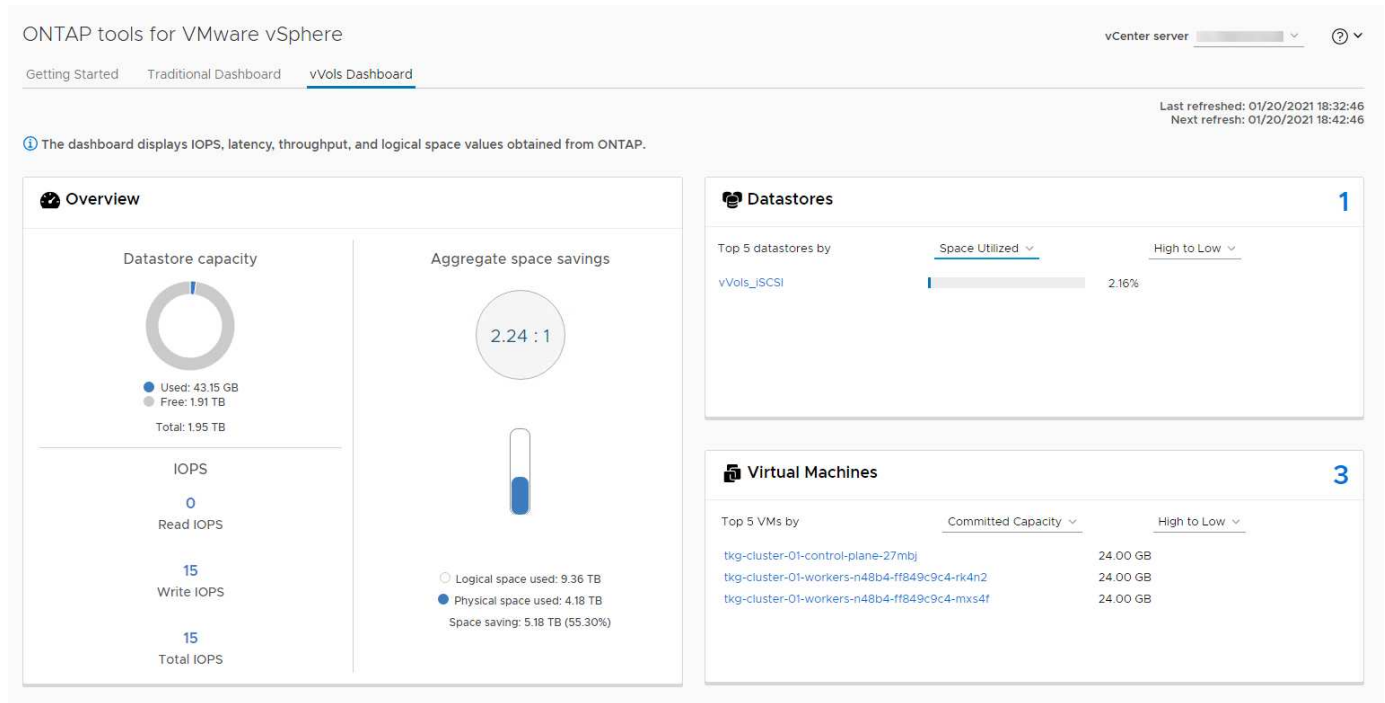 ONTAP tools for VMware vSphere
vCenter server
Getting Started Traditional Dashboard vVols Dashboard
Last refreshed: 01/20/2021 18:32:46
Next refresh: 01/20/2021 18:42:46
The dashboard displays IOPS, latency, throughput, and logical space values obtained from ONTAP.
Overview
Datastore capacity
Used: 43.15 GB
Free: 1.91 TB
Total: 1.95 TB
IOPS
0
Read IOPS
15
Write IOPS
15
Total IOPS
Aggregate space savings
2.24 : 1
Logical space used: 9.36 TB
Physical space used: 4.18 TB
Space saving: 5.18 TB (55.30%)
Datastores 1
Top 5 datastores by Space Utilized High to Low
vVols_iSCSI 2.16%
Virtual Machines 3
Top 5 VMs by Committed Capacity High to Low
tkg-cluster-01-control-plane-27mbj 24.00 GB
tkg-cluster-01-workers-n48b4-ff849c9c4-rk4n2 24.00 GB
tkg-cluster-01-workers-n48b4-ff849c9c4-mxs4f 24.00 GB